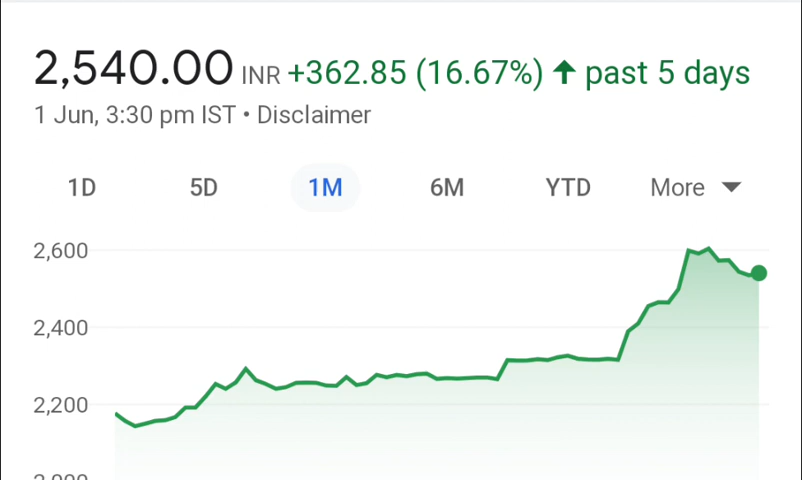 2,540.00 INR +362.85 (16.67%) ↑ past 5 days
1 Jun, 3:30 pm IST • Disclaimer
1D 5D 1M 6M YTD More
2,600
2,400
2,200